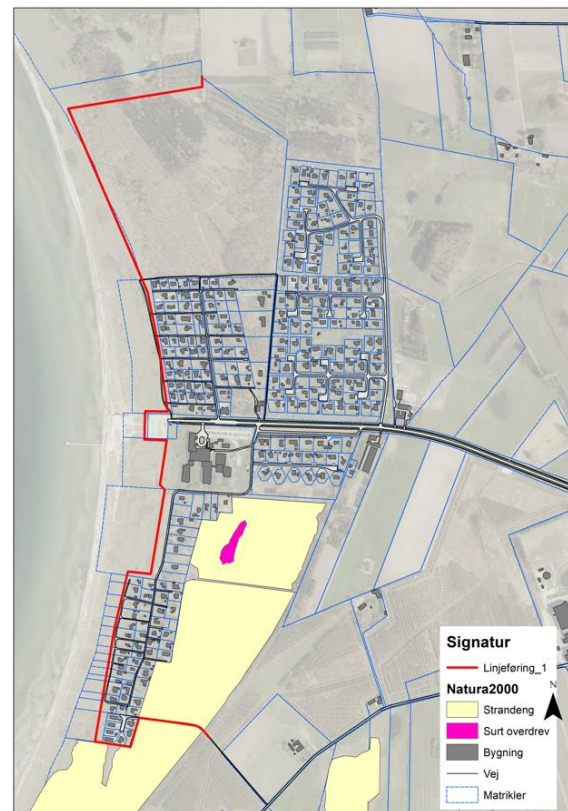 Signatur
Linjeføring_1
Natura2000
Strandeng
Surt overdrev
Bygning
Vej
Matrikler
N